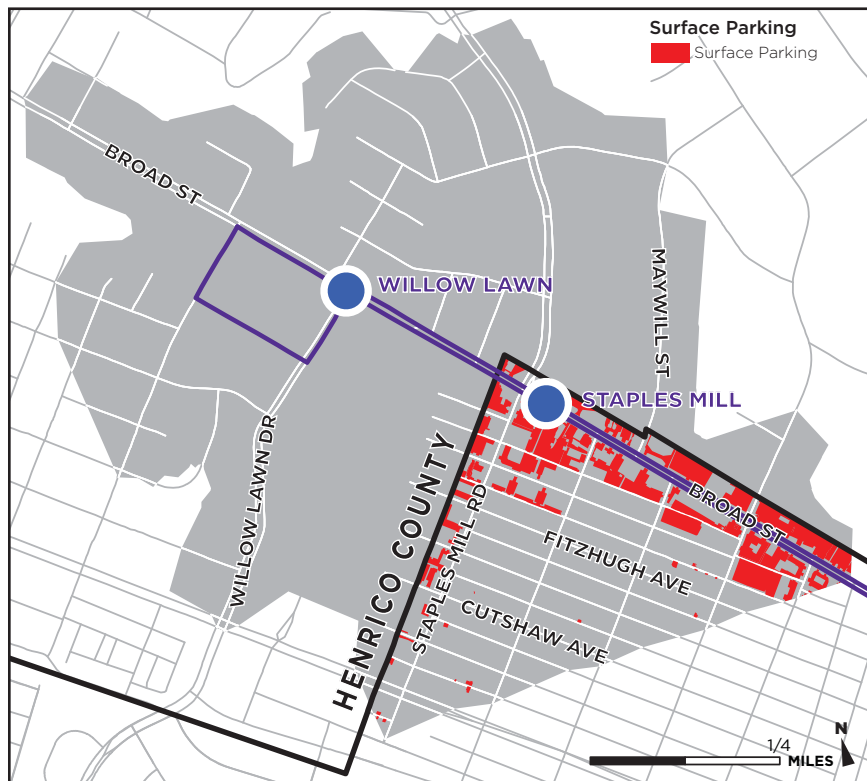 Surface Parking
Surface Parking
BROAD ST
WILLOW LAWN
MAYWILL ST
STAPLES MILL
WILLOW LAWN DR
HENRICO COUNTY
STAPLES MILL RD
BROAD ST
FITZHUGH AVE
CUTSHAW AVE
1/4
MILES
N